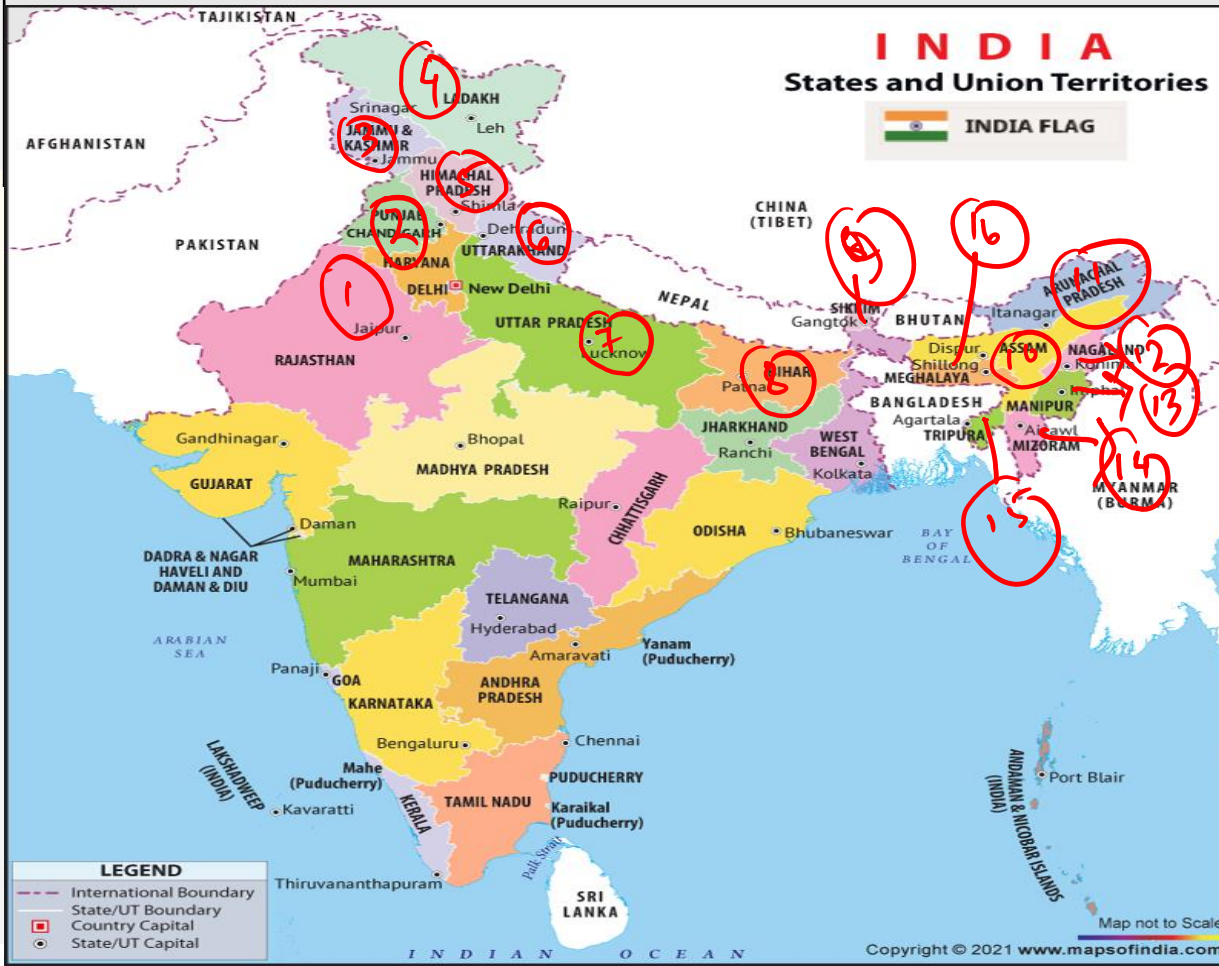 TAJIKISTAN
INDIA
States and Union Territories
INDIA FLAG
4
LADAKH
Srinagar
Leh
AFGHANISTAN
JAMMU &
KASHMIR
3
Jammu
HIMACHAL
PRADESH
5
Shimla
CHINA
(TIBET)
PUNJAB
CHANDIGARH
2
Dehradun
6
UTTARAKHAND
PAKISTAN
HARYANA
DELHI
New Delhi
1
Jaipur
RAJASTHAN
UTTAR PRADESH
7
Lucknow
NEPAL
9
SIKKIM
Gangtok
BHUTAN
16
11
ARUNACHAL
PRADESH
Itanagar
Dispur
ASSAM
10
Shillong
MEGHALAYA
NAGALAND
Kohima
12
Imphal
13
MANIPUR
BANGLADESH
Agartala
TRIPURA
Aizawl
MIZORAM
14
15
MYANMAR
(BURMA)
BIHAR
Patna
8
JHARKHAND
Ranchi
WEST
BENGAL
Kolkata
Gandhinagar
GUJARAT
Bhopal
MADHYA PRADESH
Raipur
CHHATTISGARH
ODISHA
Bhubaneswar
BAY
OF
BENGAL
Daman
DADRA & NAGAR
HAVELI AND
DAMAN & DIU
MAHARASHTRA
Mumbai
TELANGANA
Hyderabad
ARABIAN
SEA
Amaravati
Yanam
(Puducherry)
Panaji
GOA
KARNATAKA
ANDHRA
PRADESH
Bengaluru
Chennai
LAKSHADWEEP
(INDIA)
Kavaratti
Mahe
(Puducherry)
PUDUCHERRY
KERALA
TAMIL NADU
Karaikal
(Puducherry)
Palk Strait
Thiruvananthapuram
SRI
LANKA
ANDAMAN & NICOBAR ISLANDS
(INDIA)
Port Blair
LEGEND
International Boundary
State/UT Boundary
Country Capital
State/UT Capital
INDIAN OCEAN
Map not to Scale
Copyright © 2021 www.mapsofindia.com